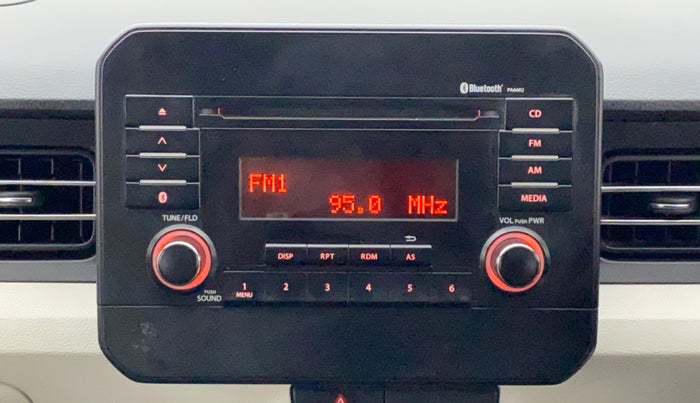 Bluetooth PA6682
CD
FM
AM
MEDIA
FM1
95.0 MHz
TUNE/FLD
VOL PUSH PWR
DISP RPT RDM AS
PUSH
SOUND
1 2 3 4 5 6
MENU